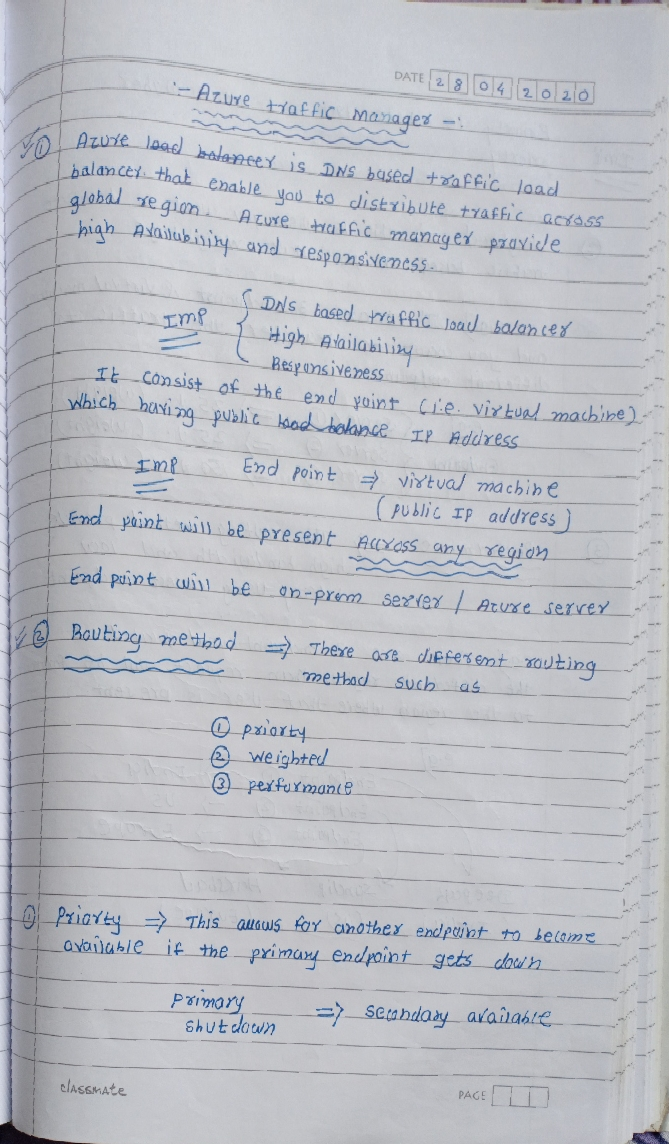 DATE 28 04 2020
:- Azure traffic manager -:
① Azure load balancer is DNS based traffic load
balancer that enable you to distribute traffic across
global region. Azure traffic manager provide
high Availability and responsiveness.
IMP { DNS based traffic load balancer
High Availability
Responsiveness
It consist of the end point (i.e. virtual machine)
which having public load balance IP Address
IMP End point ⇒ virtual machine
(public IP address)
End point will be present Accross any region
End point will be on-prem server / Azure server
② Routing method ⇒ There are different routing
method such as
① priorty
② weighted
③ performance
① Priorty ⇒ This allows for another endpoint to become
available if the primary endpoint gets down
Primary ⇒ secondary available
shutdown
classmate
PAGE